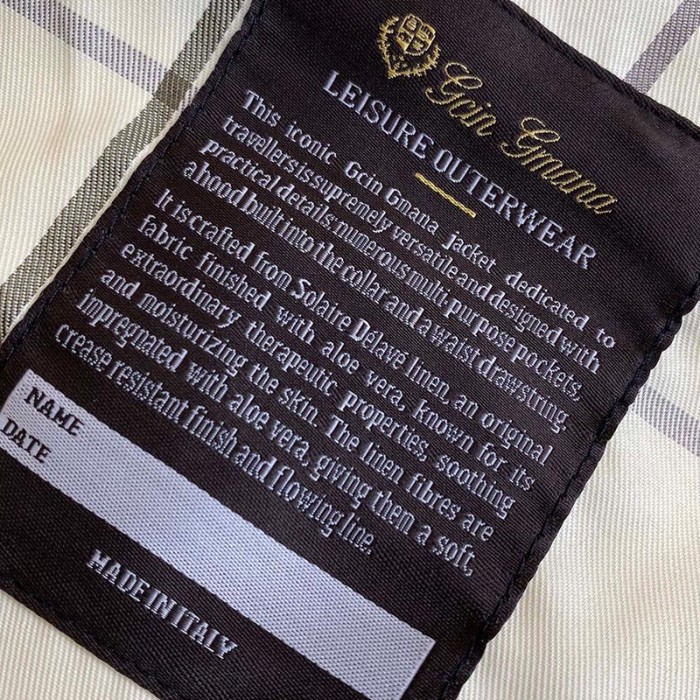 Gcin Gmana
LEISURE OUTERWEAR
This iconic Gcin Gmana jacket, dedicated to
travellers is supremely versatile and designed with
practical details, numerous multi purpose pockets,
a hood built into the collar and a waist drawstring.
It is crafted from Solaire Delave linen, an original
fabric finished with aloe vera, known for its
extraordinary therapeutic properties, soothing
and moisturizing the skin. The linen fibres are
impregnated with aloe vera, giving them a soft,
crease resistant finish and flowing line.
NAME
DATE
MADE IN ITALY